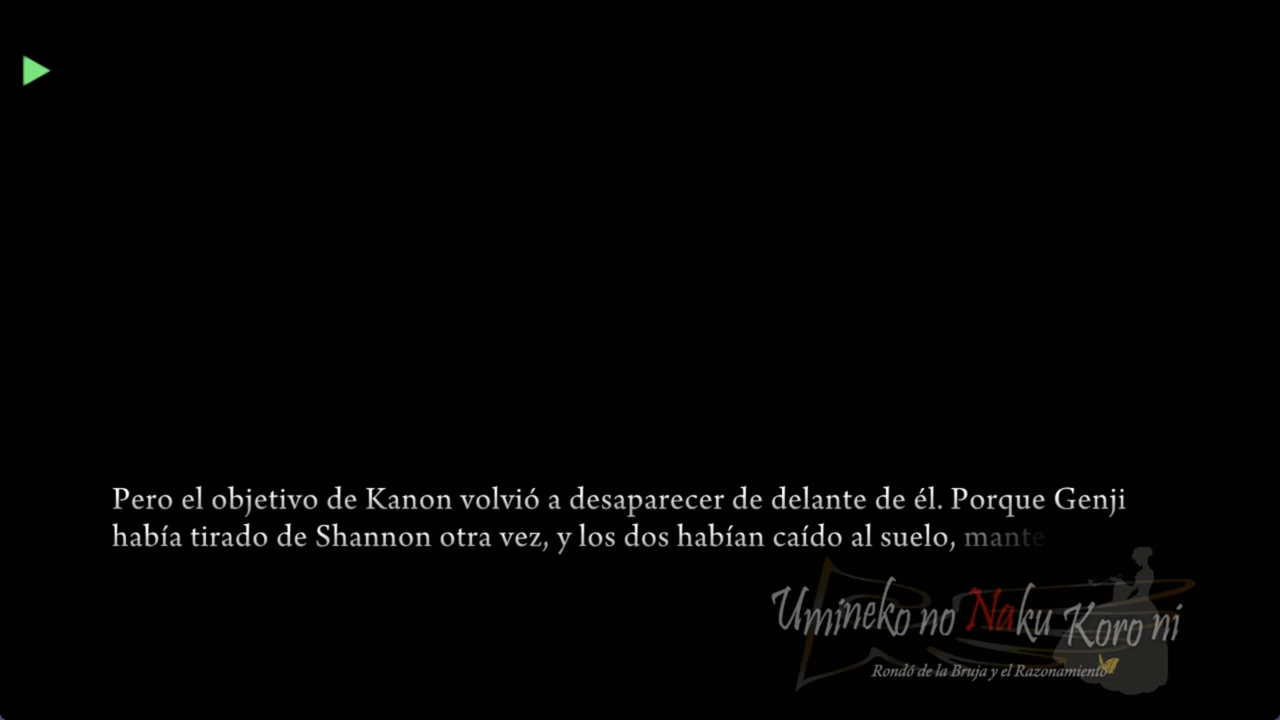 Pero el objetivo de Kanon volvió a desaparecer de delante de él. Porque Genji
había tirado de Shannon otra vez, y los dos habían caído al suelo, mante
Umineko no Naku Koro ni
Rondó de la Bruja y el Razonamiento